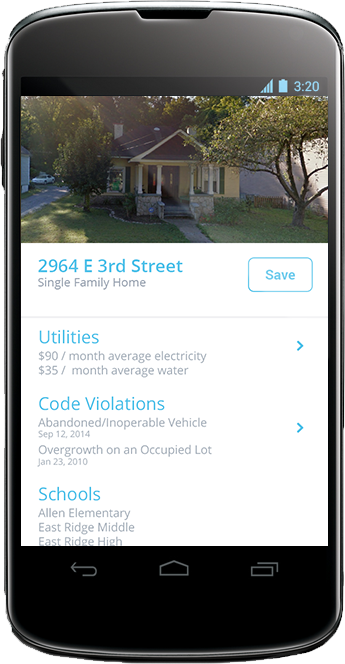 3:20
2964 E 3rd Street
Single Family Home
Save
Utilities
$90 / month average electricity
$35 /  month average water
Code Violations
Abandoned/Inoperable Vehicle
Sep 12, 2014
Overgrowth on an Occupied Lot
Jan 23, 2010
Schools
Allen Elementary
East Ridge Middle
East Ridge High